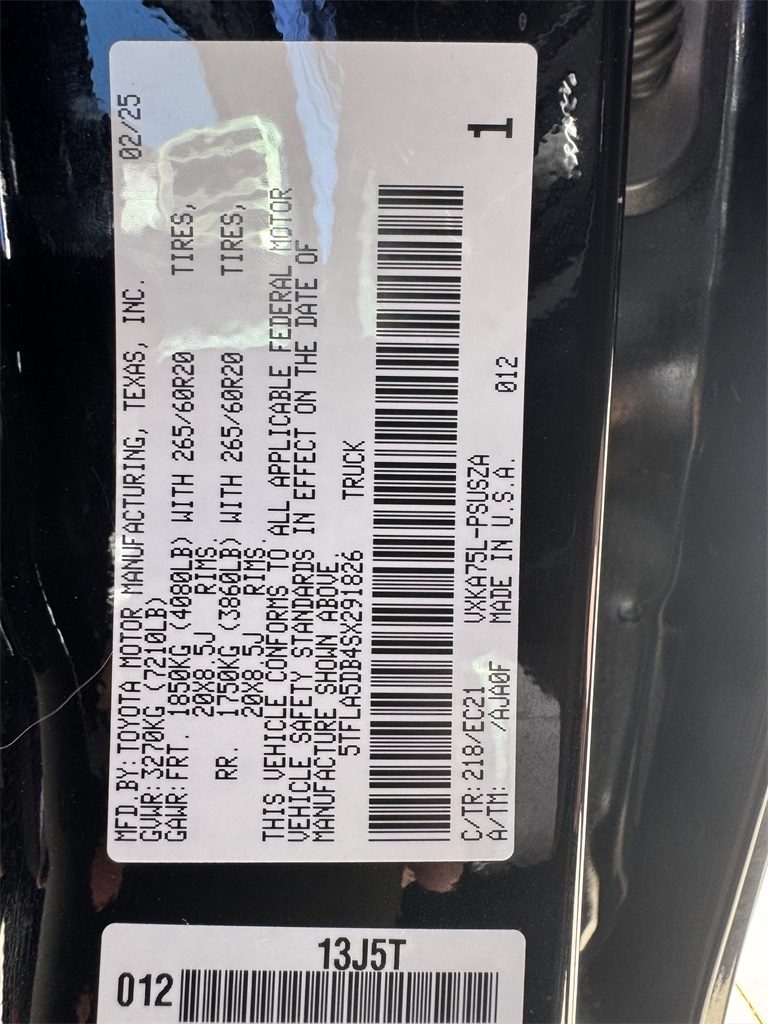 MFD. BY: TOYOTA MOTOR MANUFACTURING, TEXAS, INC. 02/25
GVWR: 3270KG (7210LB)
GAWR: FRT. 1850KG (4080LB) WITH 265/60R20 TIRES,
20X8.5J RIMS.
RR. 1750KG (3860LB) WITH 265/60R20 TIRES,
20X8.5J RIMS.
THIS VEHICLE CONFORMS TO ALL APPLICABLE FEDERAL MOTOR
VEHICLE SAFETY STANDARDS IN EFFECT ON THE DATE OF
MANUFACTURE SHOWN ABOVE.
5TFLA5DB4SX291826 TRUCK
C/TR: 218/EC21 VXKA75L-PSUSZA 012
A/TM: /AJA0F MADE IN U.S.A.
1
13J5T
012